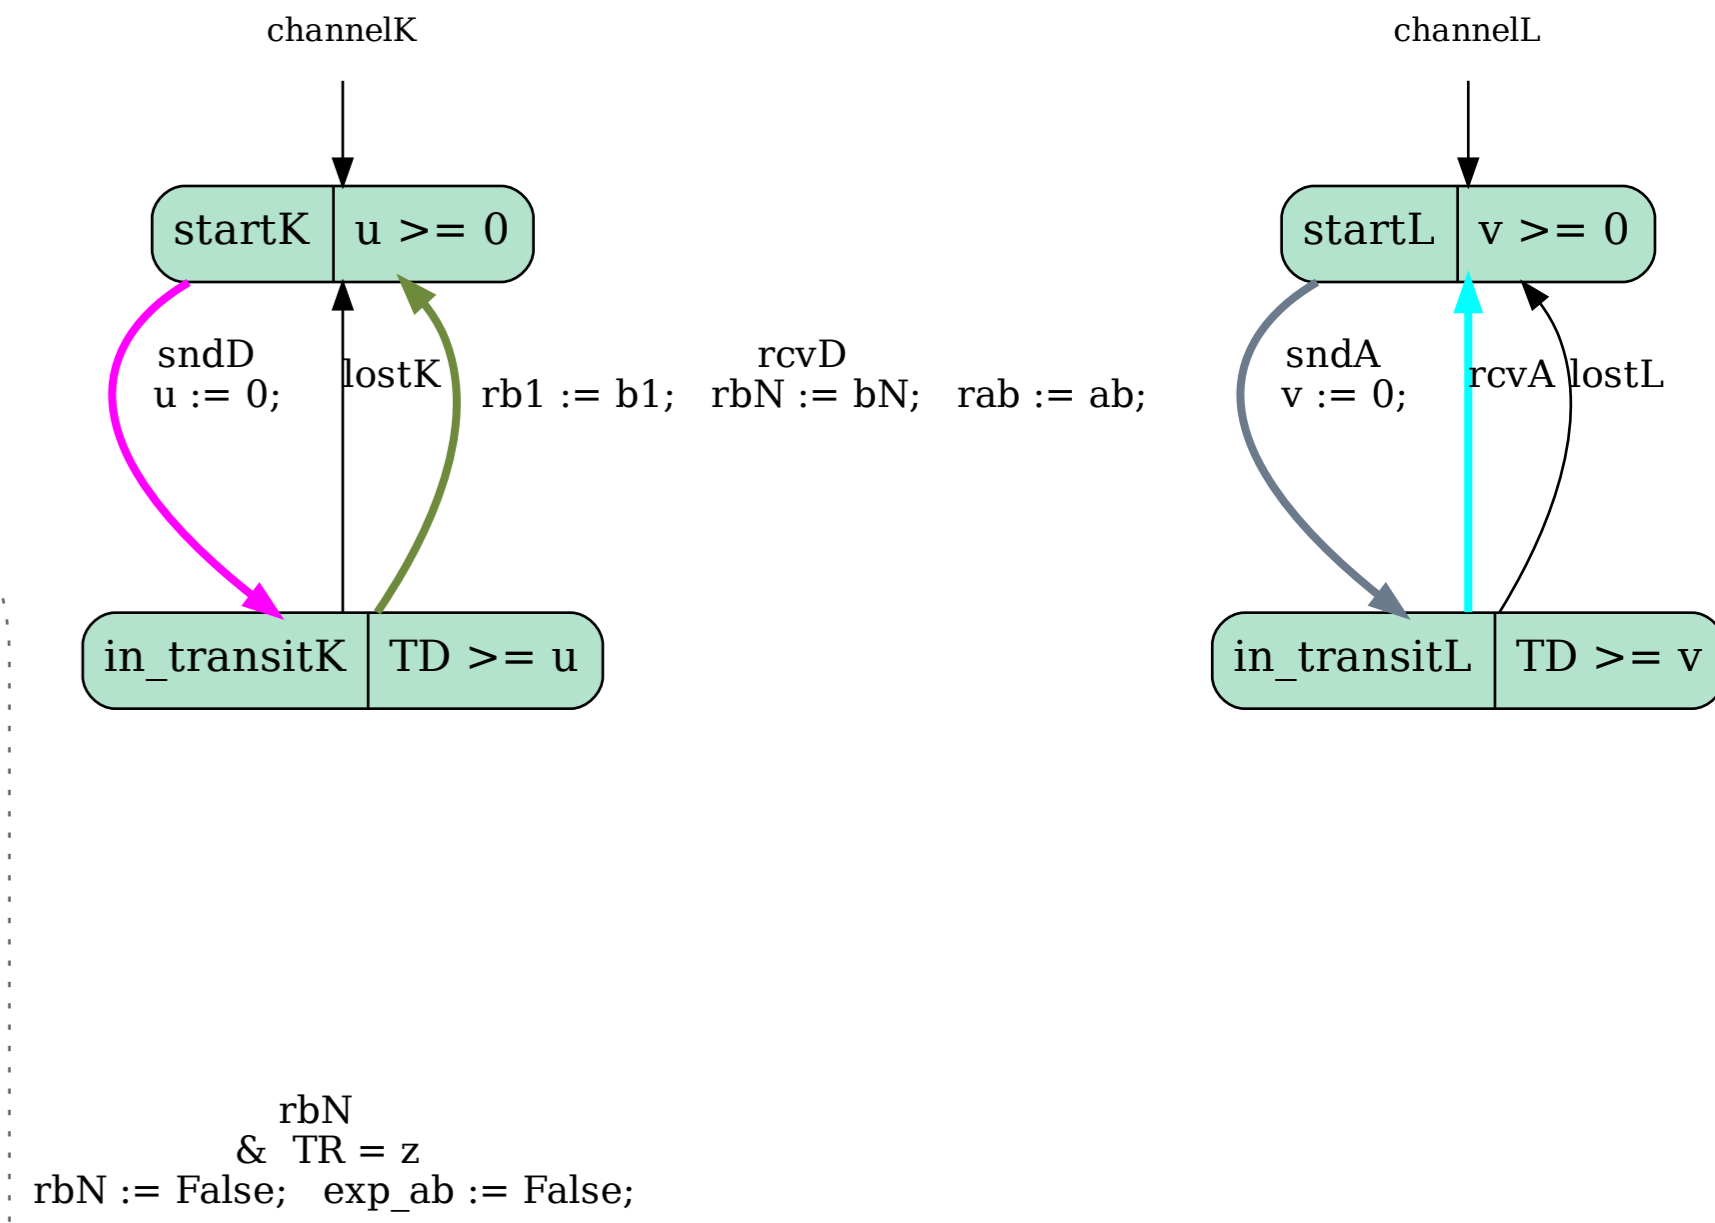 channelK
channelL
startK
u >= 0
startL
v >= 0
sndD
u := 0;
lostK
rcvD
rb1 := b1;   rbN := bN;   rab := ab;
sndA
v := 0;
rcvA
lostL
in_transitK
TD >= u
in_transitL
TD >= v
rbN
&  TR = z
rbN := False;   exp_ab := False;